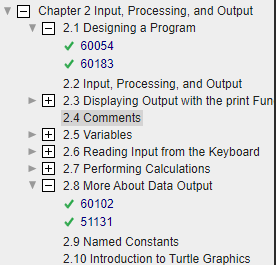 Chapter 2 Input, Processing, and Output
2.1 Designing a Program
60054
60183
2.2 Input, Processing, and Output
2.3 Displaying Output with the print Fun
2.4 Comments
2.5 Variables
2.6 Reading Input from the Keyboard
2.7 Performing Calculations
2.8 More About Data Output
60102
51131
2.9 Named Constants
2.10 Introduction to Turtle Graphics